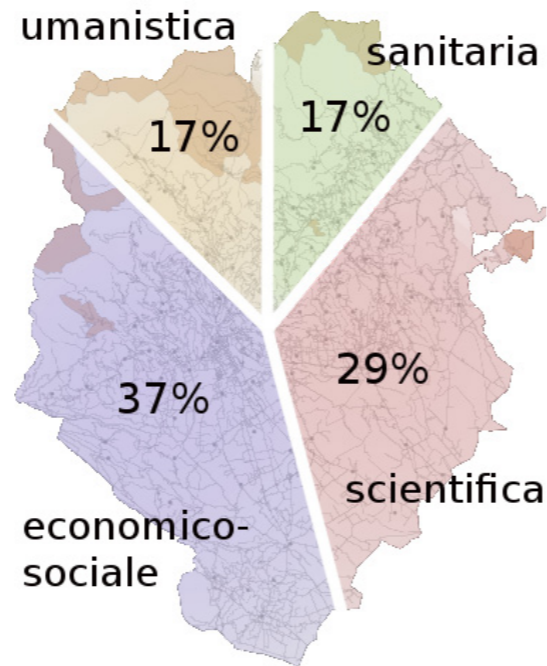 umanistica
sanitaria
17%
17%
37%
29%
scientifica
economico-
sociale